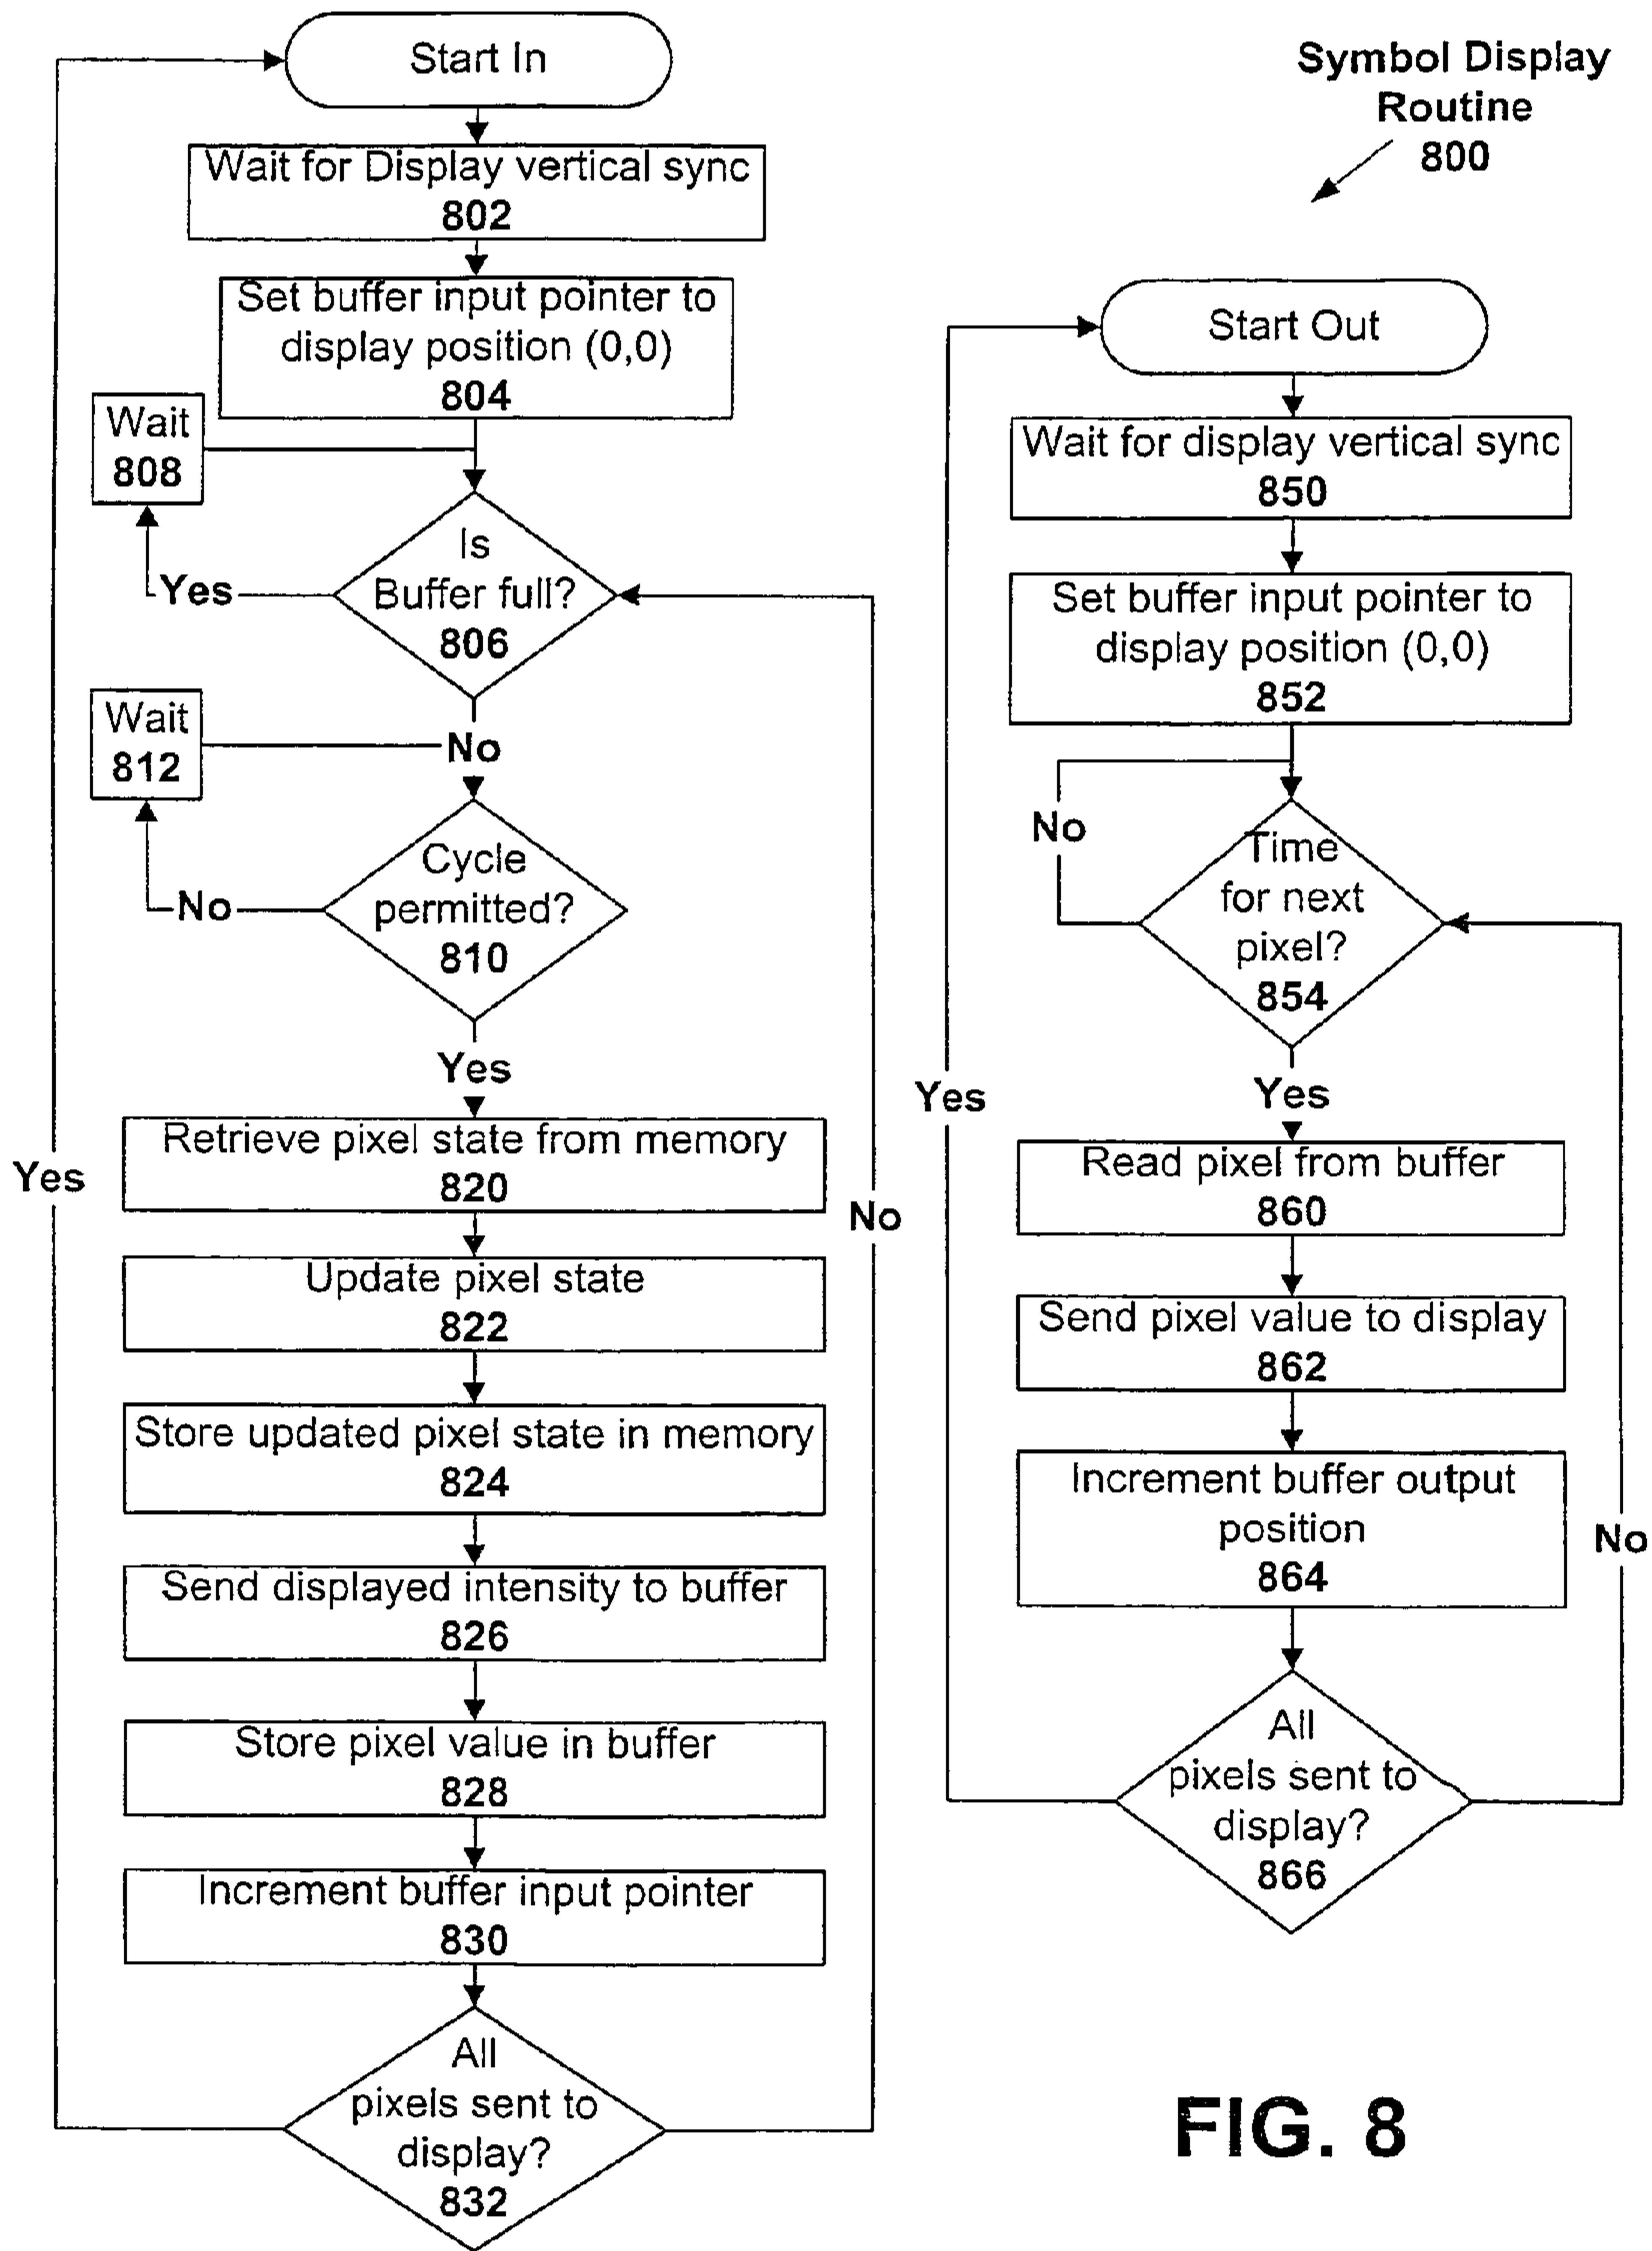 Start In
Symbol Display
Routine
800
Wait for Display vertical sync
802
Set buffer input pointer to
display position (0,0)
804
Wait
808
Is
Buffer full?
806
Yes
Wait
812
No
Cycle
permitted?
810
No
Yes
Retrieve pixel state from memory
820
Update pixel state
822
Store updated pixel state in memory
824
Send displayed intensity to buffer
826
Store pixel value in buffer
828
Increment buffer input pointer
830
All
pixels sent to
display?
832
Yes
No
Start Out
Wait for display vertical sync
850
Set buffer input pointer to
display position (0,0)
852
No
Time
for next
pixel?
854
Yes
Yes
Read pixel from buffer
860
Send pixel value to display
862
Increment buffer output
position
864
No
All
pixels sent to
display?
866
FIG. 8